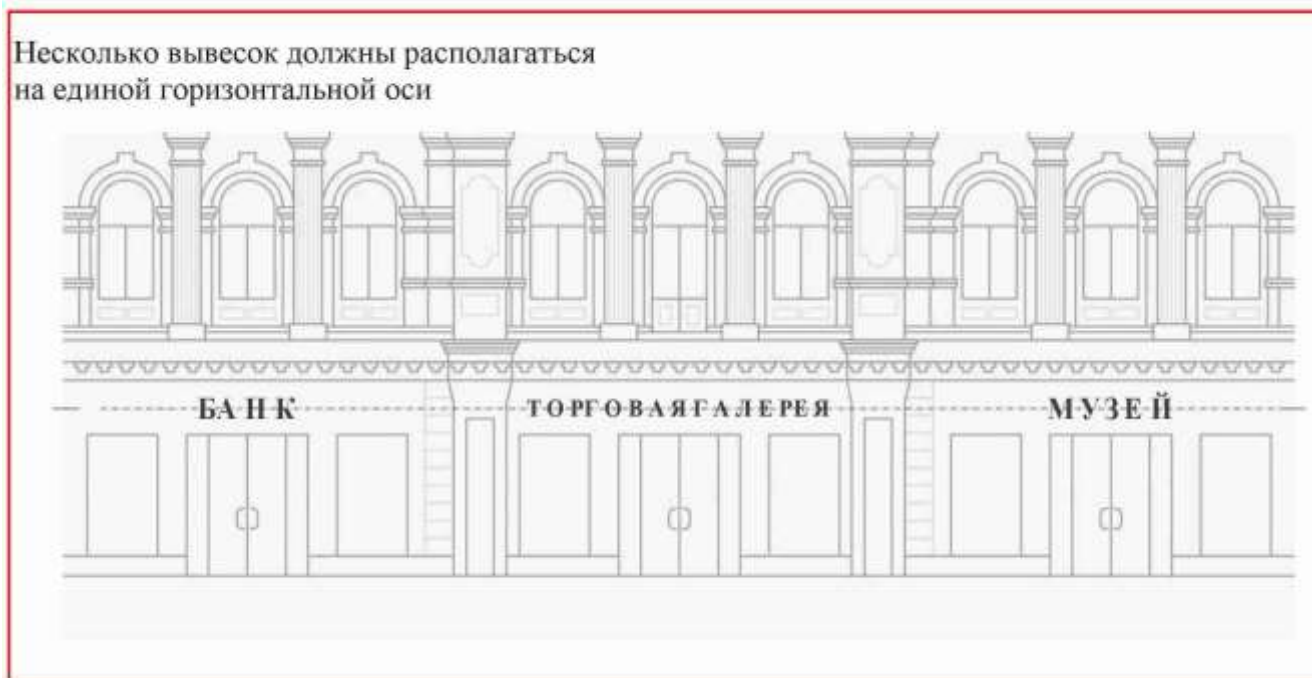 Несколько вывесок должны располагаться
на единой горизонтальной оси
БАНК ТОРГОВАЯ ГАЛЕРЕЯ МУЗЕЙ